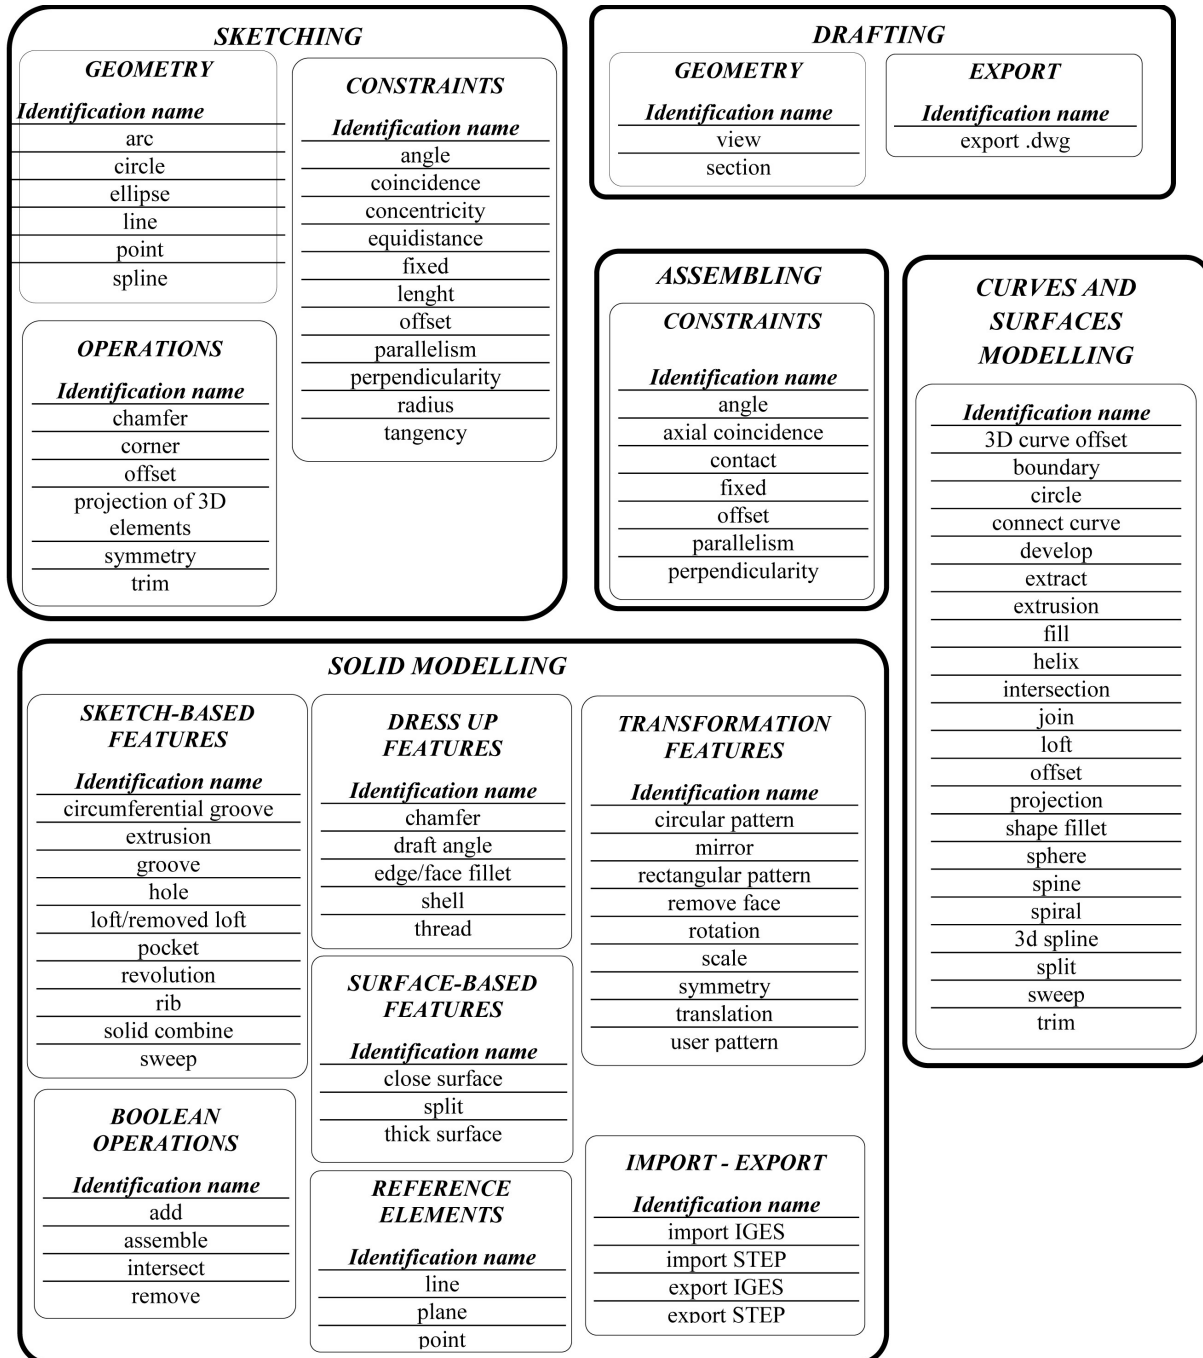 SKETCHING
GEOMETRY
Identification name
arc
circle
ellipse
line
point
spline
OPERATIONS
Identification name
chamfer
corner
offset
projection of 3D
elements
symmetry
trim
CONSTRAINTS
Identification name
angle
coincidence
concentricity
equidistance
fixed
lenght
offset
parallelism
perpendicularity
radius
tangency
DRAFTING
GEOMETRY
Identification name
view
section
EXPORT
Identification name
export .dwg
ASSEMBLING
CONSTRAINTS
Identification name
angle
axial coincidence
contact
fixed
offset
parallelism
perpendicularity
CURVES AND
SURFACES
MODELLING
Identification name
3D curve offset
boundary
circle
connect curve
develop
extract
extrusion
fill
helix
intersection
join
loft
offset
projection
shape fillet
sphere
spine
spiral
3d spline
split
sweep
trim
SOLID MODELLING
SKETCH-BASED
FEATURES
Identification name
circumferential groove
extrusion
groove
hole
loft/removed loft
pocket
revolution
rib
solid combine
sweep
BOOLEAN
OPERATIONS
Identification name
add
assemble
intersect
remove
DRESS UP
FEATURES
Identification name
chamfer
draft angle
edge/face fillet
shell
thread
SURFACE-BASED
FEATURES
Identification name
close surface
split
thick surface
REFERENCE
ELEMENTS
Identification name
line
plane
point
TRANSFORMATION
FEATURES
Identification name
circular pattern
mirror
rectangular pattern
remove face
rotation
scale
symmetry
translation
user pattern
IMPORT - EXPORT
Identification name
import IGES
import STEP
export IGES
export STEP